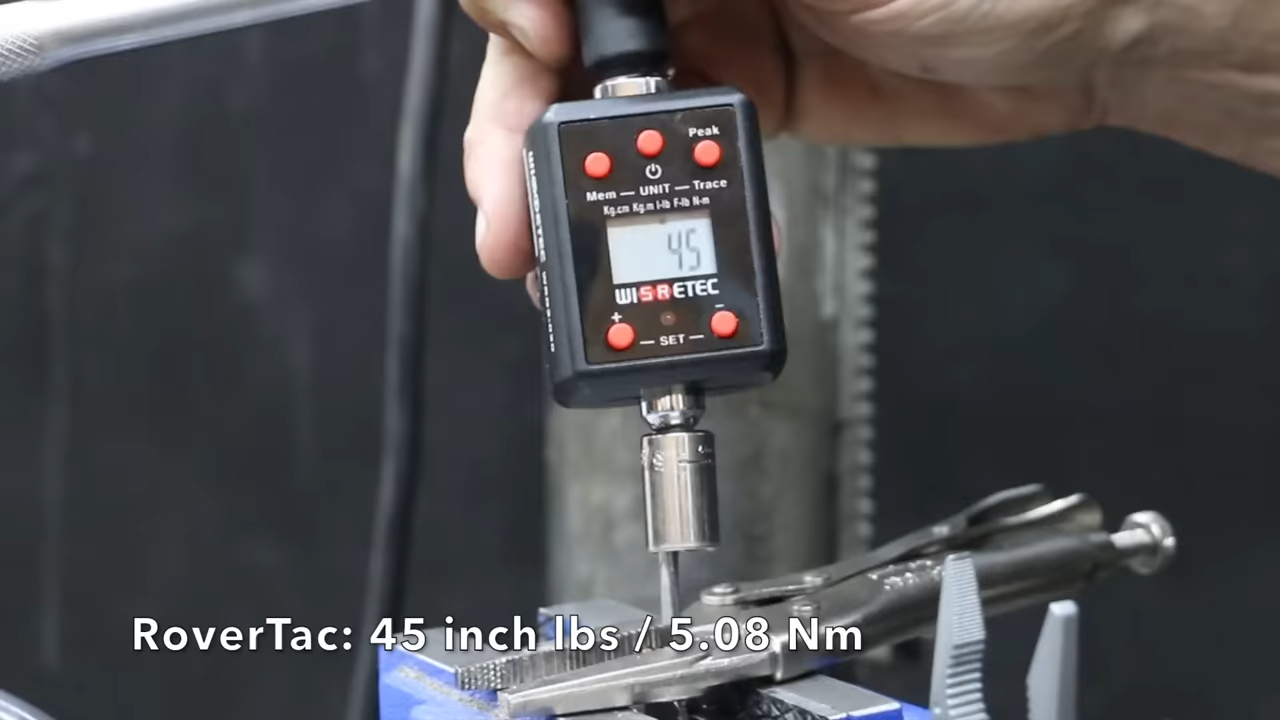 Peak
Mem — UNIT — Trace
Kg.cm Kg.m I-lb F-lb N-m
45
WISRETEC
+ –
— SET —
RoverTac: 45 inch lbs / 5.08 Nm